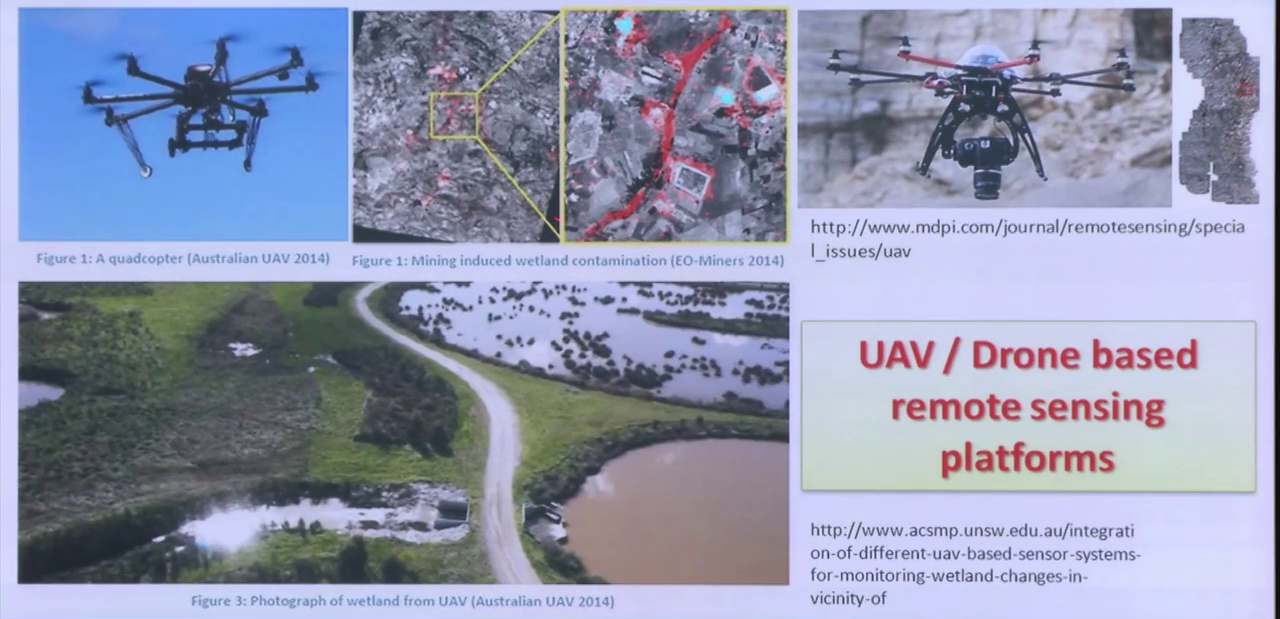 Figure 1: A quadcopter (Australian UAV 2014)
Figure 1: Mining induced wetland contamination (EO-Miners 2014)
http://www.mdpi.com/journal/remotesensing/specia
l_issues/uav
UAV / Drone based
remote sensing
platforms
http://www.acsmp.unsw.edu.au/integrati
on-of-different-uav-based-sensor-systems-
for-monitoring-wetland-changes-in-
vicinity-of
Figure 3: Photograph of wetland from UAV (Australian UAV 2014)